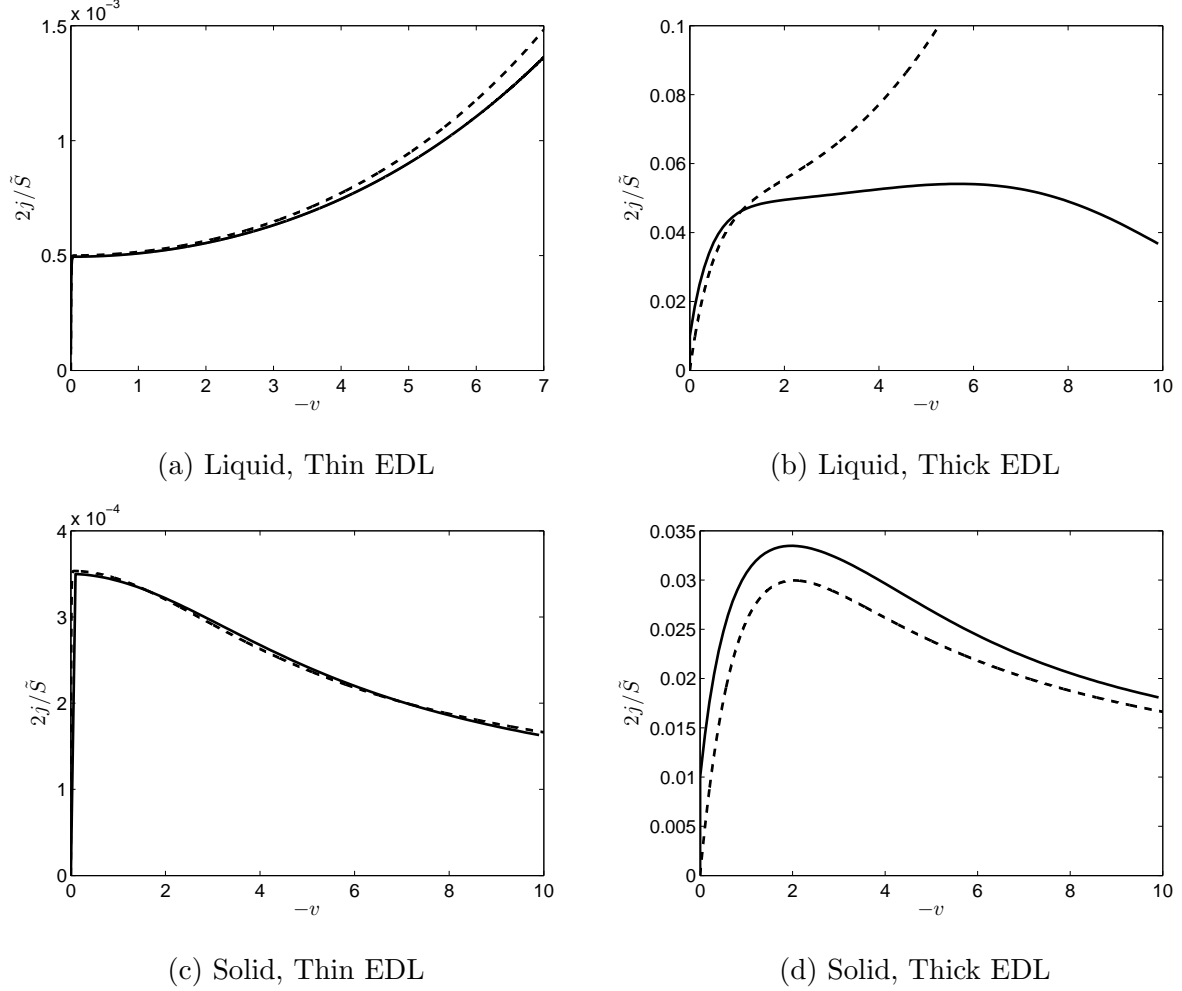 x 10⁻³
1.5
1
0.5
0
0 1 2 3 4 5 6 7
2j/S̃
−v
(a) Liquid, Thin EDL
0.1
0.08
0.06
0.04
0.02
0
0 2 4 6 8 10
2j/S̃
−v
(b) Liquid, Thick EDL
x 10⁻⁴
4
3
2
1
0
0 2 4 6 8 10
2j/S̃
−v
(c) Solid, Thin EDL
0.035
0.03
0.025
0.02
0.015
0.01
0.005
0
0 2 4 6 8 10
2j/S̃
−v
(d) Solid, Thick EDL